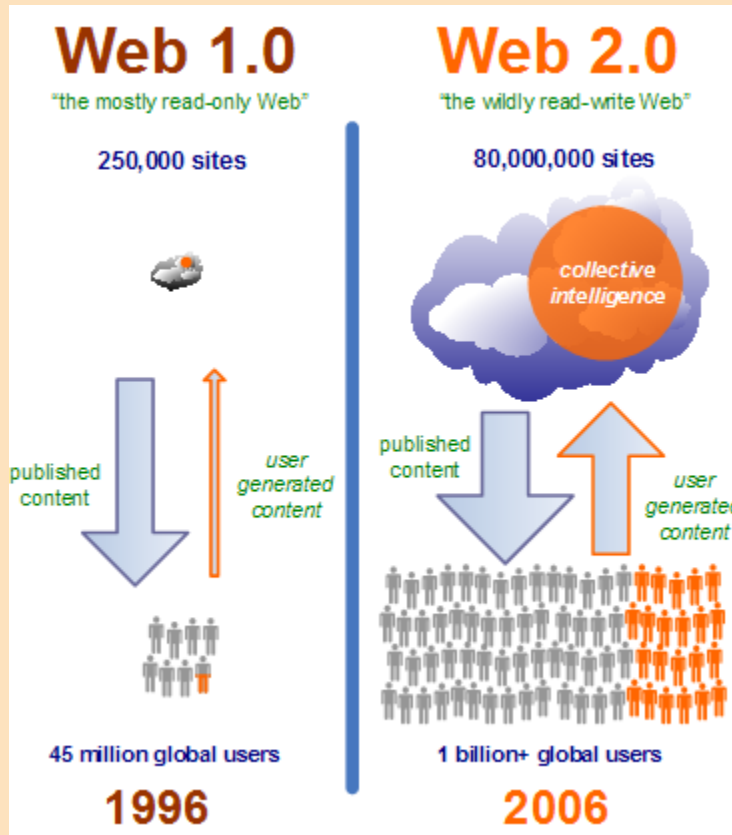 Web 1.0
"the mostly read-only Web"
250,000 sites
published
content
user
generated
content
45 million global users
1996
Web 2.0
"the wildly read-write Web"
80,000,000 sites
collective
intelligence
published
content
user
generated
content
1 billion+ global users
2006